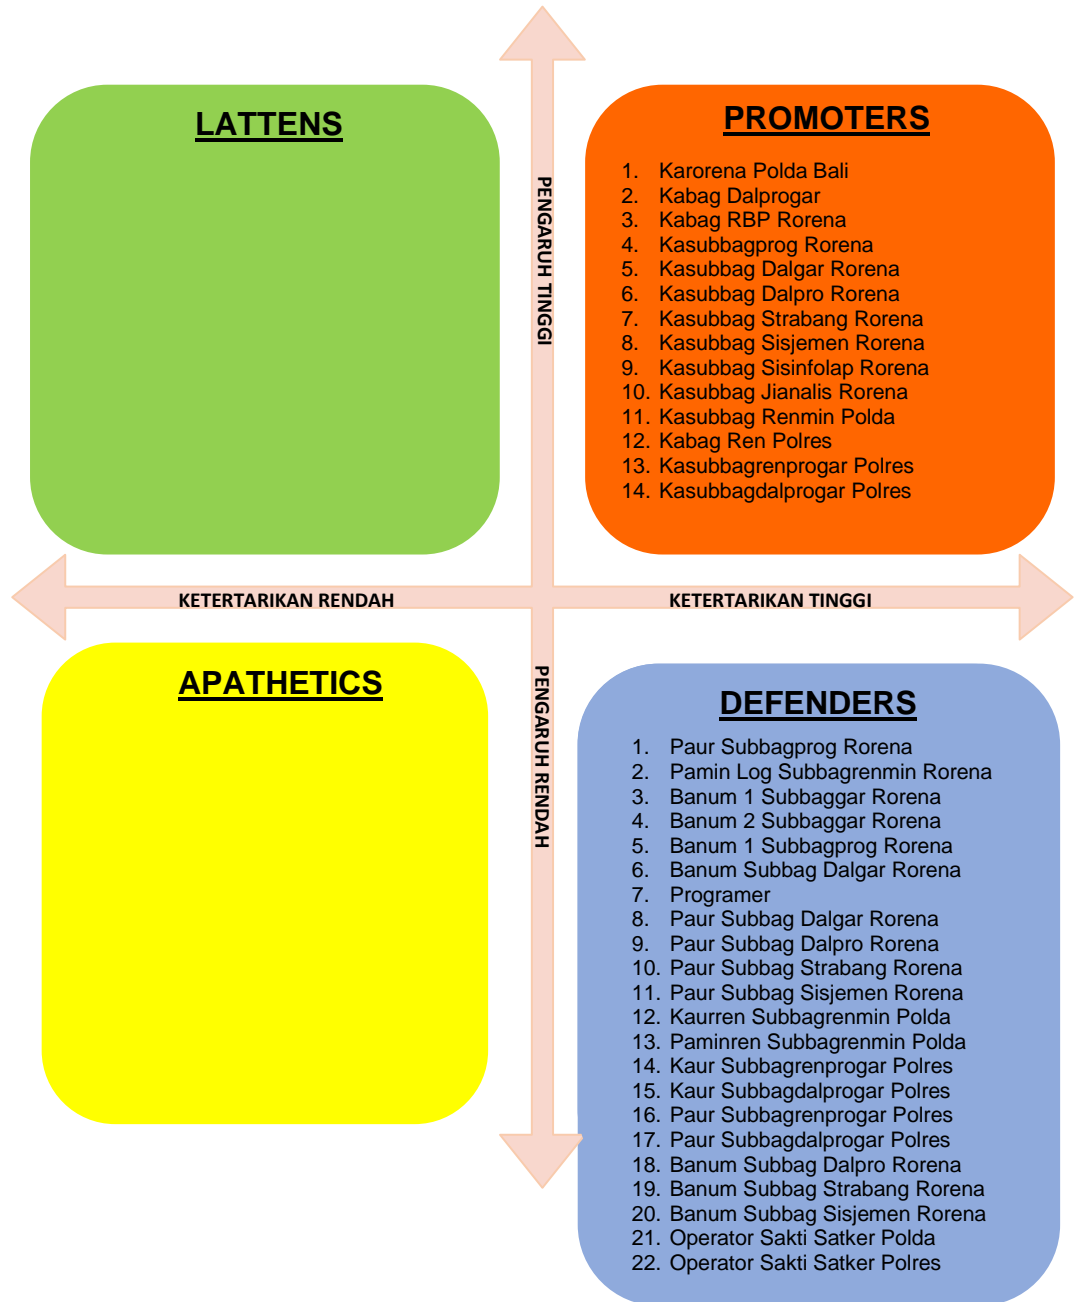 LATTENS
PROMOTERS
1. Karorena Polda Bali
2. Kabag Dalprogar
3. Kabag RBP Rorena
4. Kasubbagprog Rorena
5. Kasubbag Dalgar Rorena
6. Kasubbag Dalpro Rorena
7. Kasubbag Strabang Rorena
8. Kasubbag Sisjemen Rorena
9. Kasubbag Sisinfolap Rorena
10. Kasubbag Jianalis Rorena
11. Kasubbag Renmin Polda
12. Kabag Ren Polres
13. Kasubbagrenprogar Polres
14. Kasubbagdalprogar Polres
PENGARUH TINGGI
KETERTARIKAN RENDAH
KETERTARIKAN TINGGI
PENGARUH RENDAH
APATHETICS
DEFENDERS
1. Paur Subbagprog Rorena
2. Pamin Log Subbagrenmin Rorena
3. Banum 1 Subbaggar Rorena
4. Banum 2 Subbaggar Rorena
5. Banum 1 Subbagprog Rorena
6. Banum Subbag Dalgar Rorena
7. Programer
8. Paur Subbag Dalgar Rorena
9. Paur Subbag Dalpro Rorena
10. Paur Subbag Strabang Rorena
11. Paur Subbag Sisjemen Rorena
12. Kaurren Subbagrenmin Polda
13. Paminren Subbagrenmin Polda
14. Kaur Subbagrenprogar Polres
15. Kaur Subbagdalprogar Polres
16. Paur Subbagrenprogar Polres
17. Paur Subbagdalprogar Polres
18. Banum Subbag Dalpro Rorena
19. Banum Subbag Strabang Rorena
20. Banum Subbag Sisjemen Rorena
21. Operator Sakti Satker Polda
22. Operator Sakti Satker Polres